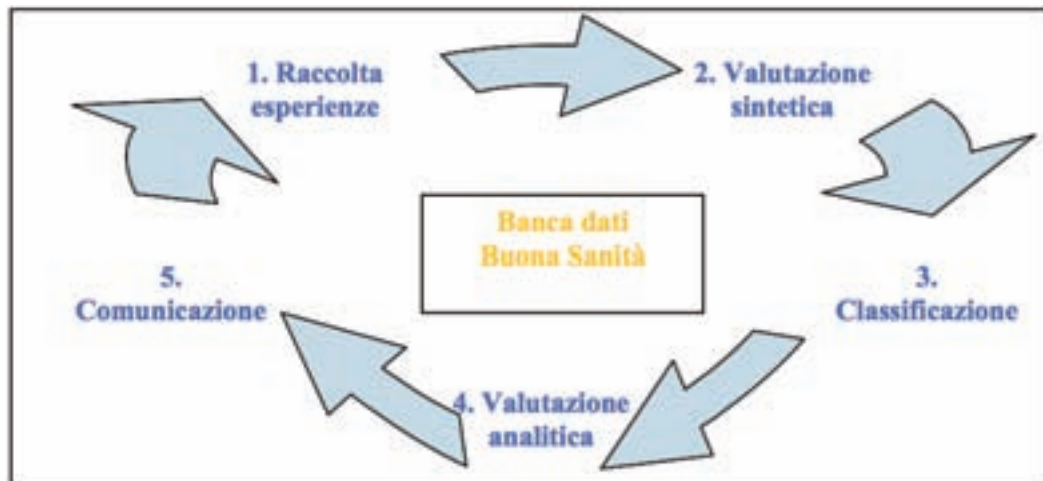 1. Raccolta
esperienze
2. Valutazione
sintetica
Banca dati
Buona Sanità
3.
Classificazione
4. Valutazione
analitica
5.
Comunicazione